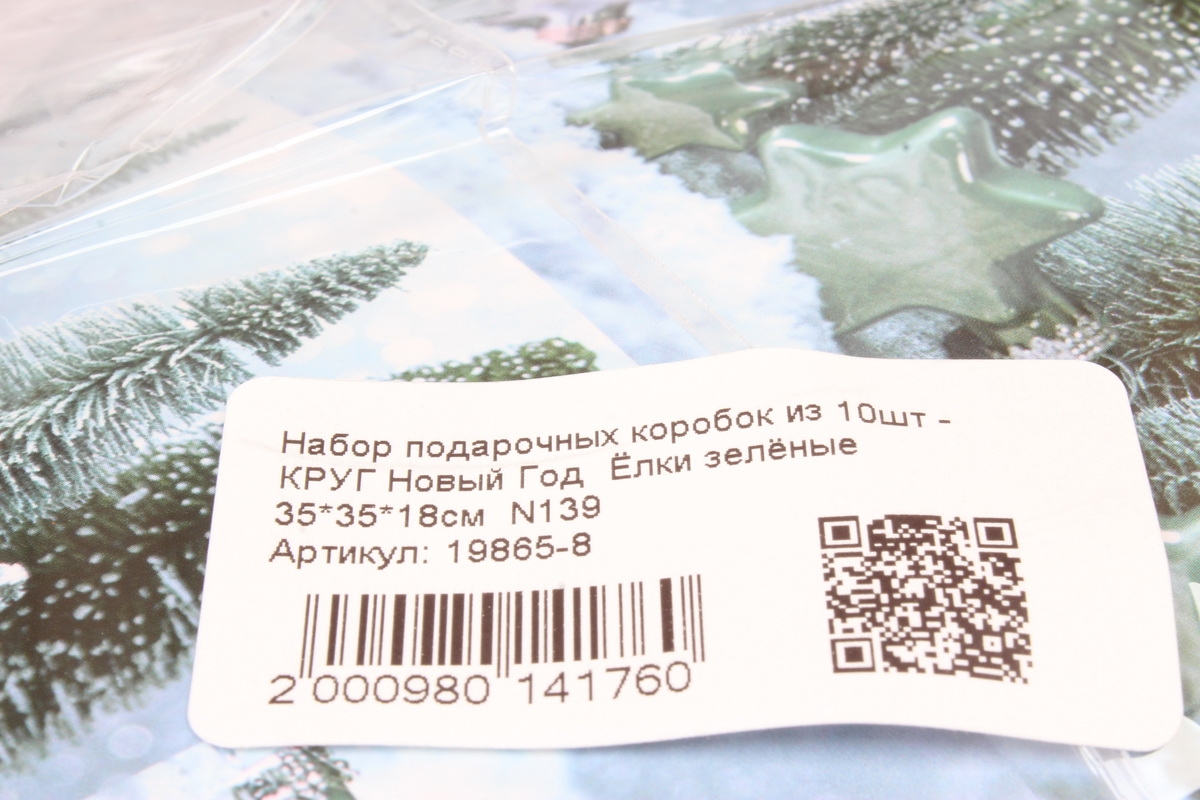 Набор подарочных коробок из 10шт -
КРУГ Новый Год Ёлки зелёные
35*35*18см N139
Артикул: 19865-8
2 000980 141760